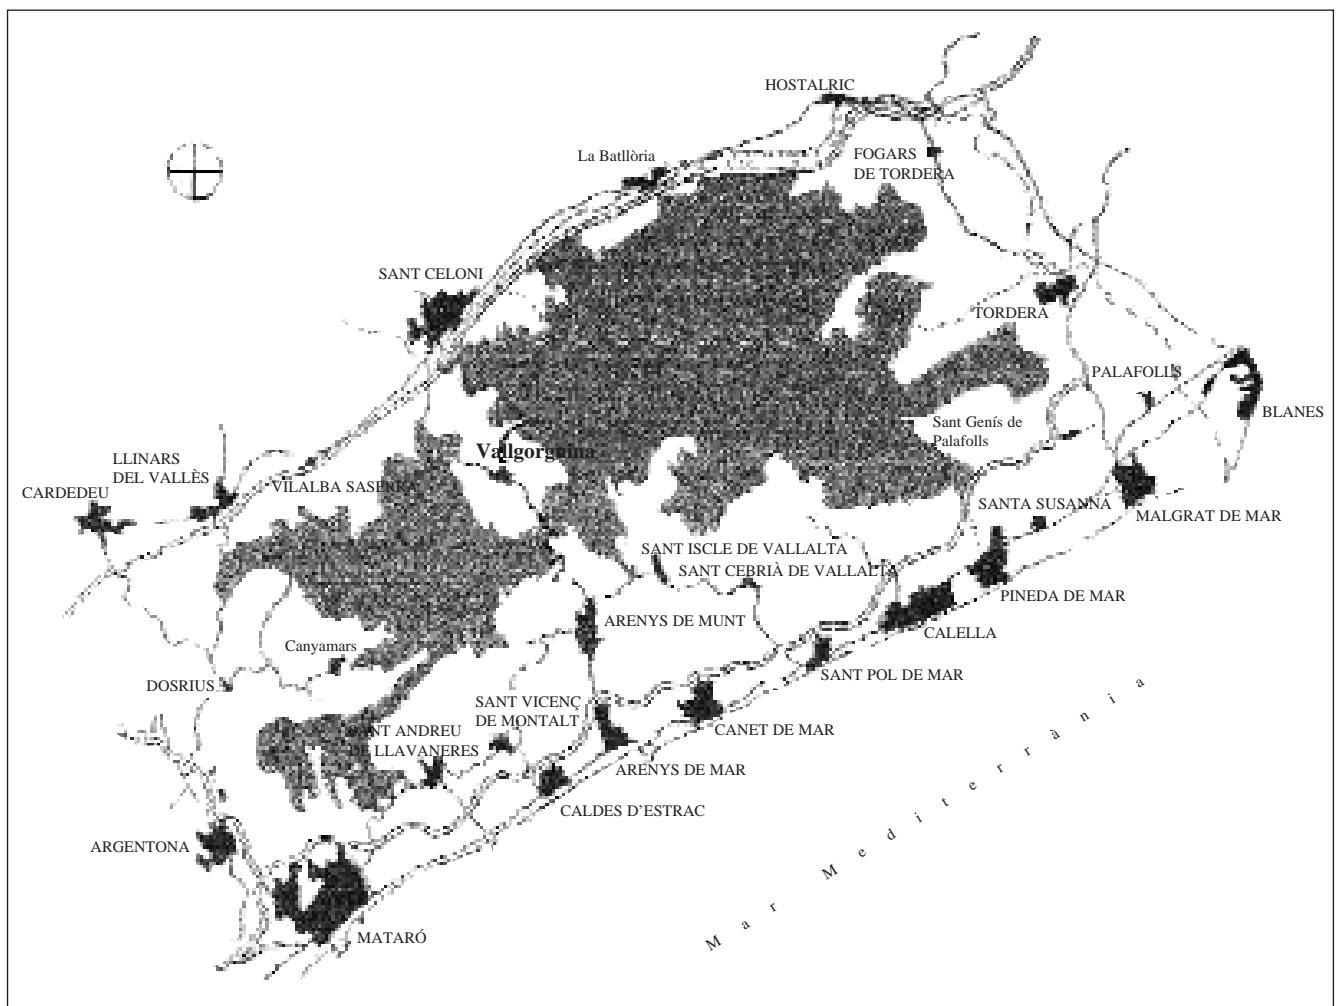 HOSTALRIC
La Batllòria
FOGARS
DE TORDERA
SANT CELONI
TORDERA
PALAFOLLS
BLANES
Sant Genís de
Palafolls
Vallgorguina
LLINARS
DEL VALLÈS
CARDEDEU
VILALBA SASERRA
SANTA SUSANNA
MALGRAT DE MAR
SANT ISCLE DE VALLALTA
SANT CEBRIÀ DE VALLALTA
PINEDA DE MAR
ARENYS DE MUNT
CALELLA
Canyamars
SANT POL DE MAR
DOSRIUS
SANT VICENÇ
DE MONTALT
SANT ANDREU
DE LLAVANERES
CANET DE MAR
ARENYS DE MAR
CALDES D'ESTRAC
ARGENTONA
MATARÓ
Mar Mediterrània